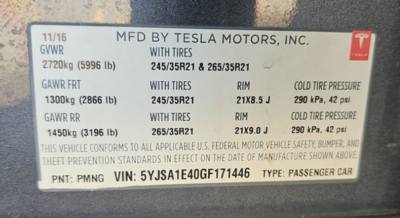 11/16 MFD BY TESLA MOTORS, INC.
GVWR WITH TIRES
2720kg (5996 lb) 245/35R21 & 265/35R21
GAWR FRT WITH TIRES RIM COLD TIRE PRESSURE
1300kg (2866 lb) 245/35R21 21X8.5 J 290 kPa, 42 psi
GAWR RR WITH TIRES RIM COLD TIRE PRESSURE
1450kg (3196 lb) 265/35R21 21X9.0 J 290 kPa, 42 psi
THIS VEHICLE CONFORMS TO ALL APPLICABLE U.S. FEDERAL MOTOR VEHICLE SAFETY, BUMPER, AND
THEFT PREVENTION STANDARDS IN EFFECT ON THE DATE OF MANUFACTURE SHOWN ABOVE.
PNT: PMNG VIN: 5YJSA1E40GF171446 TYPE: PASSENGER CAR